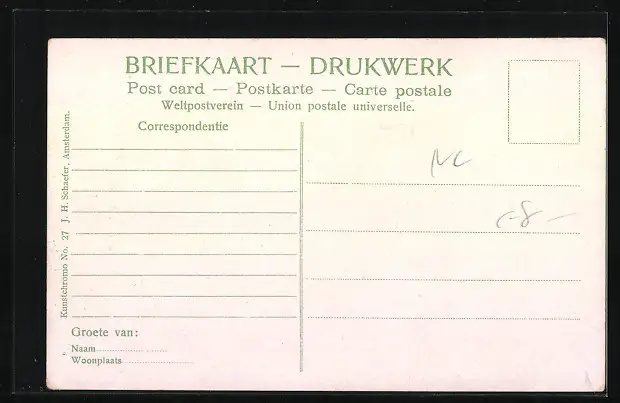 BRIEFKAART — DRUKWERK
Post card — Postkarte — Carte postale
Weltpostverein — Union postale universelle.
Correspondentie
Kunstchromo No. 27 J. H. Schaefer, Amsterdam.
NC
-8-
Groete van:
Naam
Woonplaats